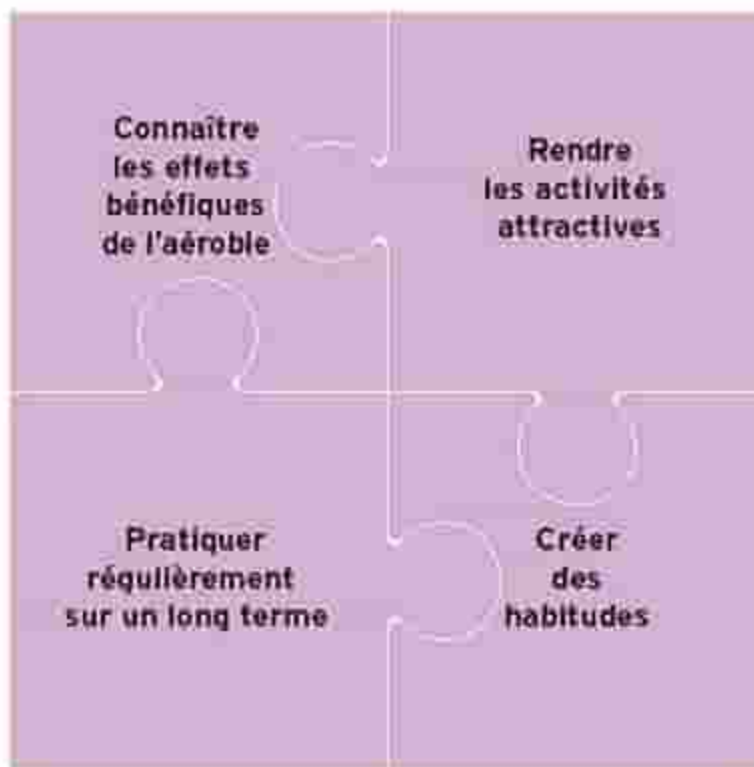 Connaître
les effets
bénéfiques
de l'aérobie
Rendre
les activités
attractives
Pratiquer
régulièrement
sur un long terme
Créer
des
habitudes